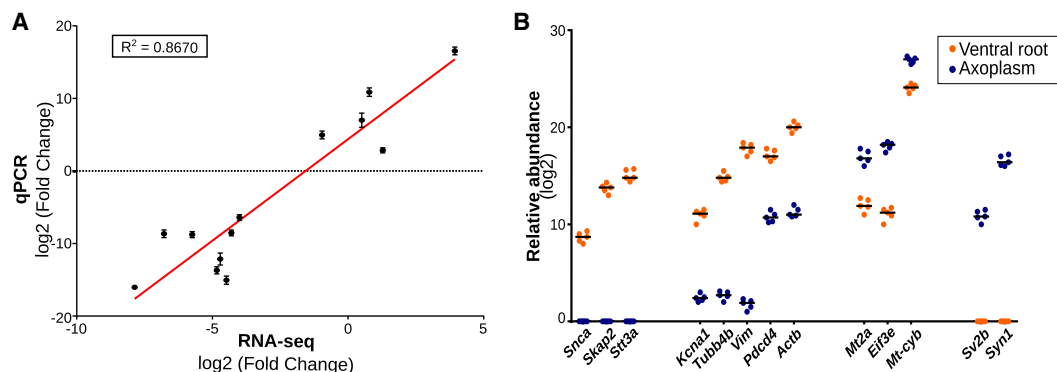 A
R² = 0.8670
20
10
0
-10
-20
qPCR
log2 (Fold Change)
-10
-5
0
5
RNA-seq
log2 (Fold Change)
B
30
20
10
0
Relative abundance
(log2)
Ventral root
Axoplasm
Snca
Skap2
Stt3a
Kcna1
Tubb4b
Vim
Pdcd4
Actb
Mt2a
Eif3e
Mt-cyb
Sv2b
Syn1